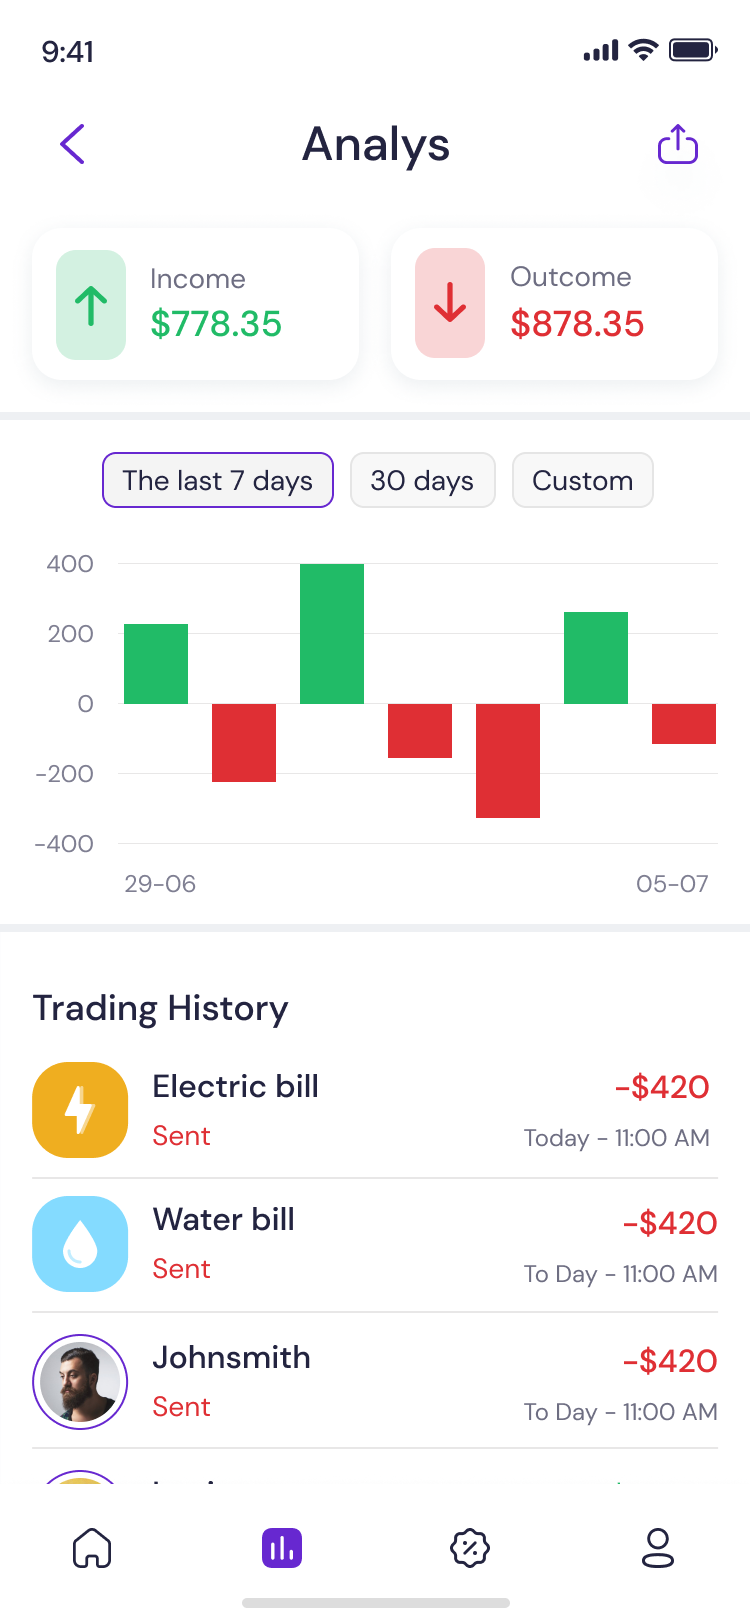 9:41
Analys
Income
$778.35
Outcome
$878.35
The last 7 days
30 days
Custom
400
200
0
-200
-400
29-06
05-07
Trading History
Electric bill
-$420
Sent
Today - 11:00 AM
Water bill
-$420
Sent
To Day - 11:00 AM
Johnsmith
-$420
Sent
To Day - 11:00 AM